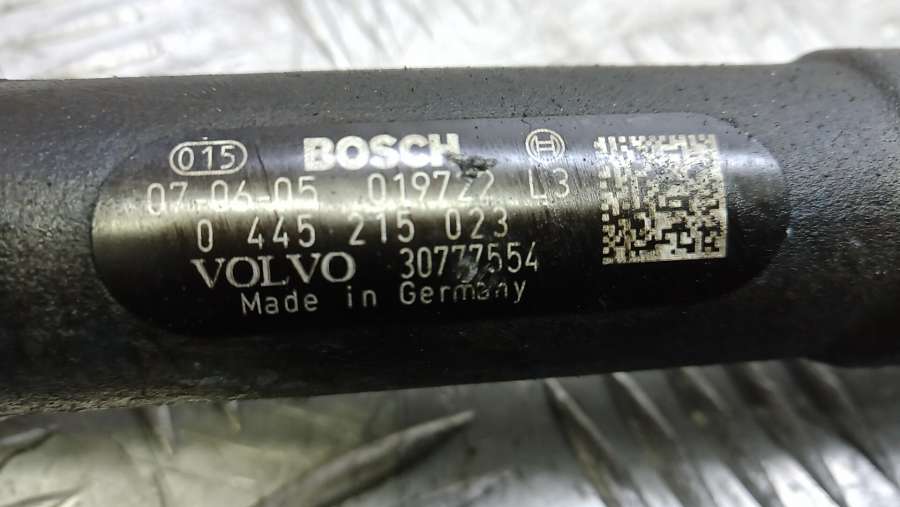 015 BOSCH
07-06-05 019722 L3
0 445 215 023
VOLVO 30777554
Made in Germany